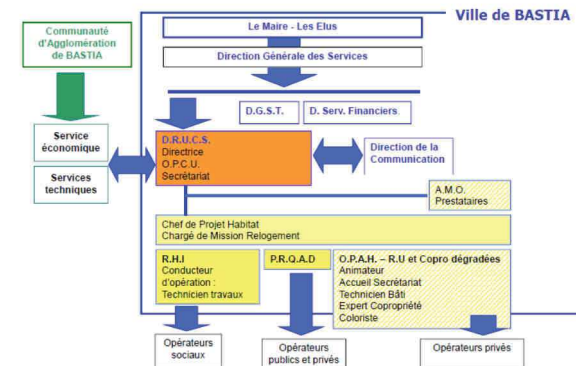 Ville de BASTIA
Communauté
d'Agglomération
de BASTIA
Le Maire - Les Elus
Direction Générale des Services
D.G.S.T.
D. Serv. Financiers
Service
économique
Services
techniques
D.R.U.C.S.
Directrice
O.P.C.U.
Secrétariat
Direction de la
Communication
A.M.O.
Prestataires
Chef de Projet Habitat
Chargé de Mission Relogement
R.H.I
Conducteur
d'opération :
Technicien travaux
P.R.Q.A.D
O.P.A.H. – R.U et Copro dégradées
Animateur
Accueil Secrétariat
Technicien Bâti
Expert Copropriété
Coloriste
Opérateurs
sociaux
Opérateurs
publics et privés
Opérateurs privés